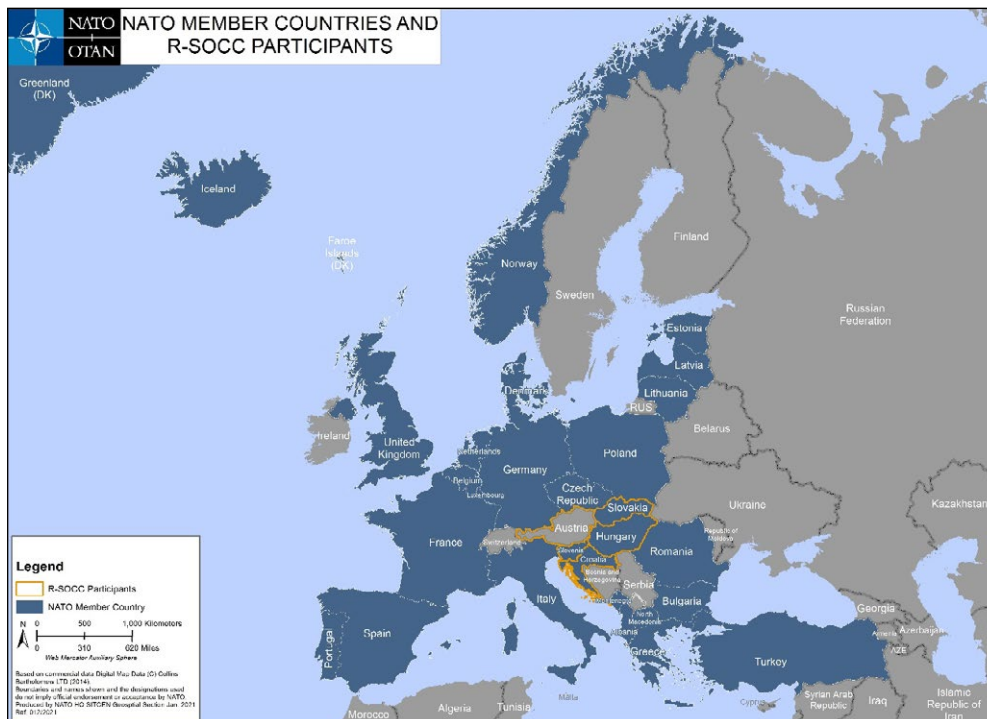 NATO
OTAN
NATO MEMBER COUNTRIES AND
R-SOCC PARTICIPANTS
Greenland
(DK)
Iceland
Faroe
Islands
(DK)
Norway
Sweden
Finland
Russian
Federation
Estonia
Latvia
Lithuania
RUS
Denmark
Belarus
Ireland
United
Kingdom
Netherlands
Poland
Germany
Belgium
Luxembourg
Czech
Republic
Ukraine
Kazakhstan
Slovakia
Austria
Hungary
Republic of
Moldova
France
Switzerland
Slovenia
Croatia
Romania
Bosnia and
Herzegovina
Serbia
Italy
Montenegro
Bulgaria
North
Macedonia
Albania
Greece
Georgia
Armenia
Azerbaijan
AZE
Portugal
Spain
Turkey
Malta
Cyprus
Syrian Arab
Republic
Iraq
Islamic
Republic of
Iran
Morocco
Algeria
Tunisia
Legend
R-SOCC Participants
NATO Member Country
N
0 500 1,000 Kilometers
0 310 620 Miles
Web Mercator Auxiliary Sphere
Based on commercial data Digital Map Data (C) Collins
Bartholomew LTD (2014).
Boundaries and names shown and the designations used
do not imply official endorsement or acceptance by NATO.
Produced by NATO HQ SITCEN Geospatial Section Jan. 2021
Ref. 012/2021